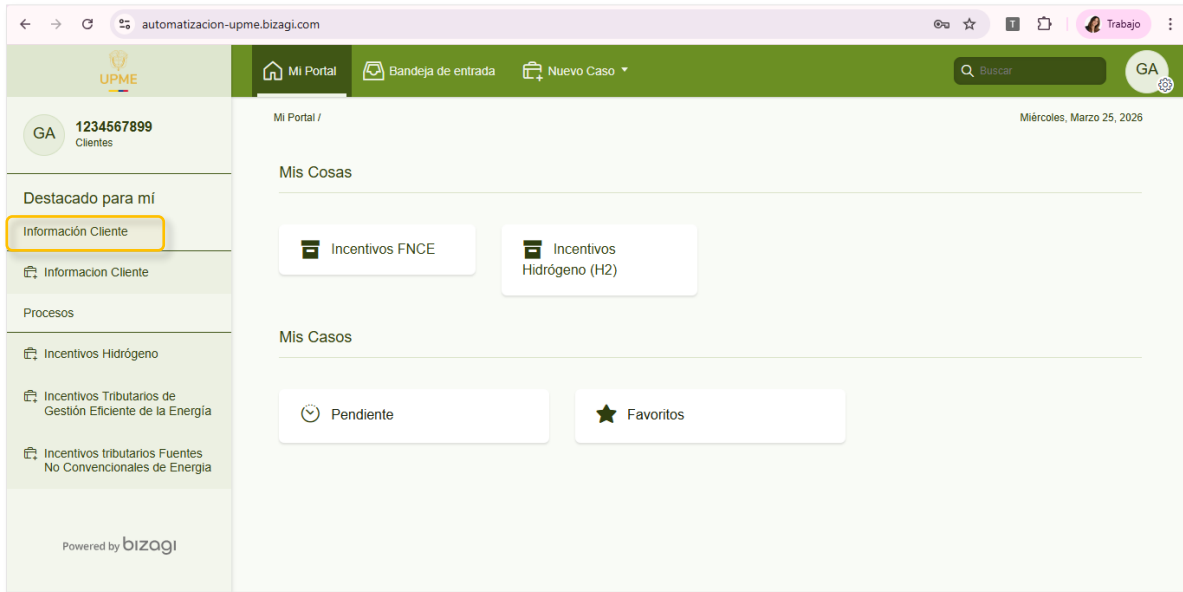 automatizacion-upme.bizagi.com
T
Trabajo
UPME
Mi Portal
Bandeja de entrada
Nuevo Caso
Buscar
GA
GA
1234567899
Clientes
Mi Portal /
Miércoles, Marzo 25, 2026
Destacado para mí
Información Cliente
Informacion Cliente
Procesos
Incentivos Hidrógeno
Incentivos Tributarios de
Gestión Eficiente de la Energía
Incentivos tributarios Fuentes
No Convencionales de Energia
Powered by bizagi
Mis Cosas
Incentivos FNCE
Incentivos
Hidrógeno (H2)
Mis Casos
Pendiente
Favoritos